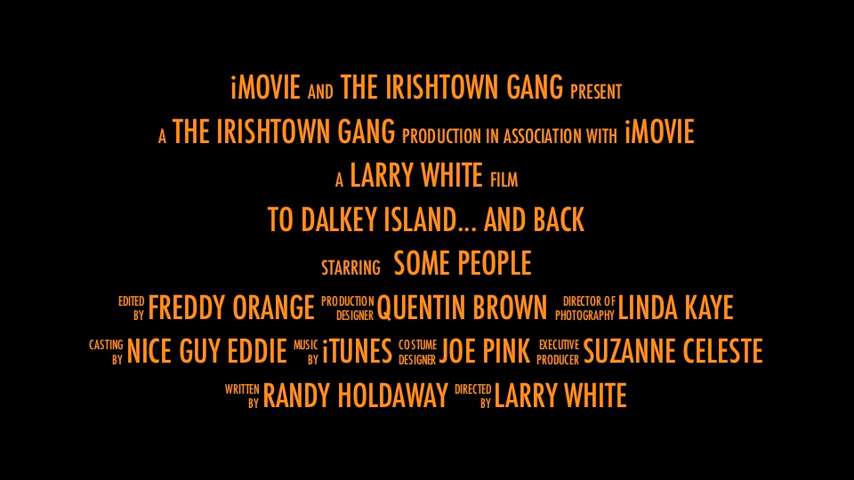 iMOVIE AND THE IRISHTOWN GANG PRESENT
A THE IRISHTOWN GANG PRODUCTION IN ASSOCIATION WITH iMOVIE
A LARRY WHITE FILM
TO DALKEY ISLAND... AND BACK
STARRING SOME PEOPLE
EDITED BY FREDDY ORANGE PRODUCTION DESIGNER QUENTIN BROWN DIRECTOR OF PHOTOGRAPHY LINDA KAYE
CASTING BY NICE GUY EDDIE MUSIC BY iTUNES COSTUME DESIGNER JOE PINK EXECUTIVE PRODUCER SUZANNE CELESTE
WRITTEN BY RANDY HOLDAWAY DIRECTED BY LARRY WHITE